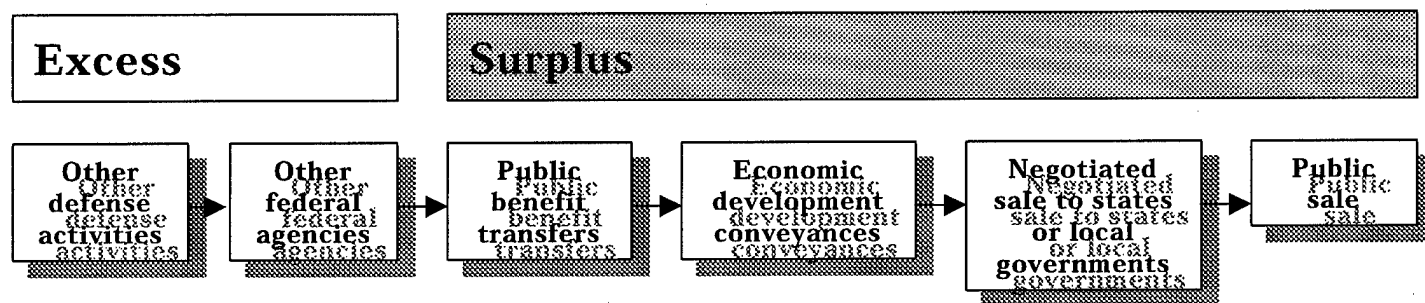 Excess
Surplus
Other
defense
activities
Other
federal
agencies
Public
benefit
transfers
Economic
development
conveyances
Negotiated
sale to states
or local
governments
Public
sale